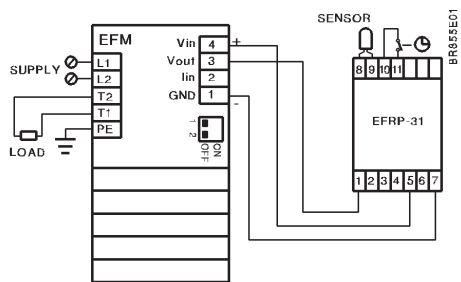 SENSOR
BR855E01
EFM
Vin 4 +
Vout 3
Iin 2
GND 1 -
SUPPLY
L1
L2
T2
T1
PE
LOAD
1 2
OFF ON
8 9 10 11
EFRP-31
1 2 3 4 5 6 7